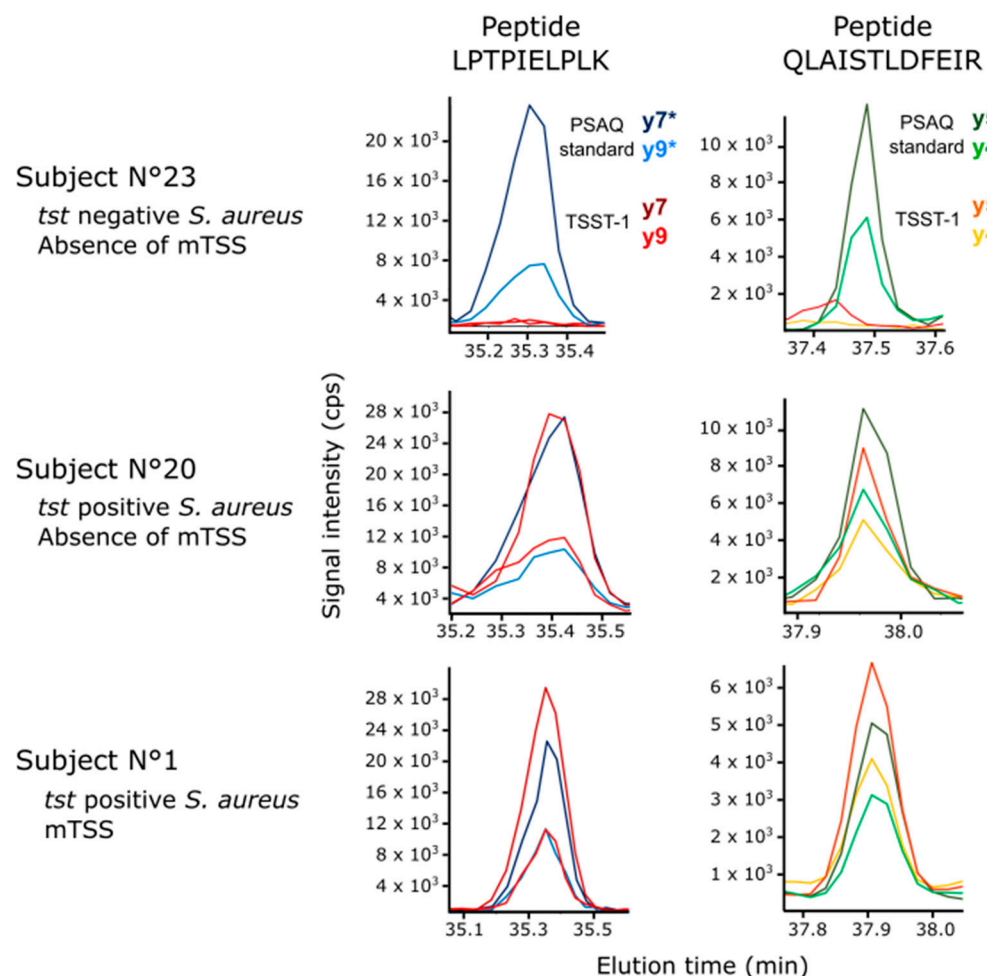 Peptide
LPTPIELPLK
Peptide
QLAISTLDFEIR
Subject N°23
tst negative S. aureus
Absence of mTSS
20 x 10³
16 x 10³
12 x 10³
8 x 10³
4 x 10³
PSAQ
standard
y7*
y9*
TSST-1
y7
y9
35.2 35.3 35.4
10 x 10³
8 x 10³
6 x 10³
4 x 10³
2 x 10³
PSAQ
standard
TSST-1
37.4 37.5 37.6
Signal intensity (cps)
Subject N°20
tst positive S. aureus
Absence of mTSS
28 x 10³
24 x 10³
20 x 10³
16 x 10³
12 x 10³
8 x 10³
4 x 10³
35.2 35.3 35.4 35.5
10 x 10³
8 x 10³
6 x 10³
4 x 10³
2 x 10³
37.9 38.0
Subject N°1
tst positive S. aureus
mTSS
28 x 10³
24 x 10³
20 x 10³
16 x 10³
12 x 10³
8 x 10³
4 x 10³
35.1 35.3 35.5
6 x 10³
5 x 10³
4 x 10³
3 x 10³
2 x 10³
1 x 10³
37.8 37.9 38.0
Elution time (min)